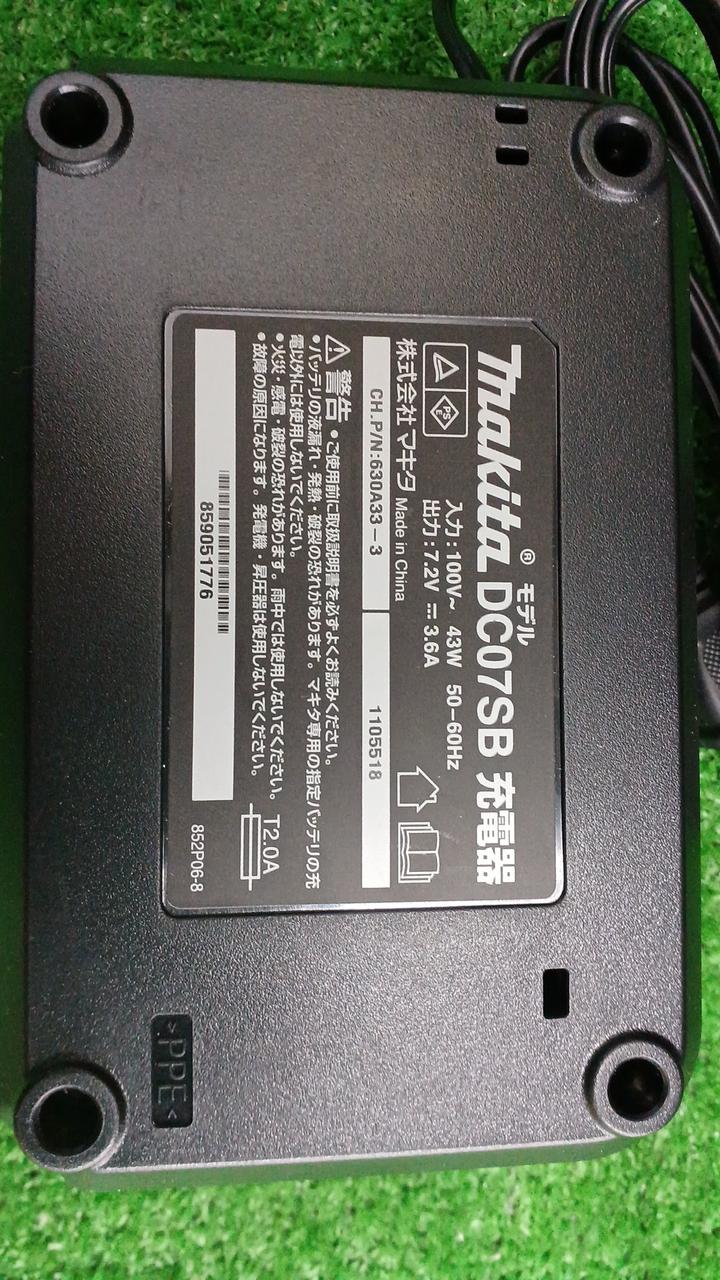 makita® モデル DC07SB 充電器
入力:100V~ 43W 50-60Hz
出力:7.2V ⎓ 3.6A
PS
E
株式会社 マキタ Made in China
CH.P/N:630A33-3 1105518
警告 ●ご使用前に取扱説明書を必ずよくお読みください。
●バッテリの液漏れ・発熱・破裂の恐れがあります。マキタ専用の指定バッテリの充
電以外には使用しないでください。
●火災・感電・破裂の恐れがあります。雨中では使用しないでください。
●故障の原因になります。発電機・昇圧器は使用しないでください。
T2.0A
859051776
852P06-8
>PPE<